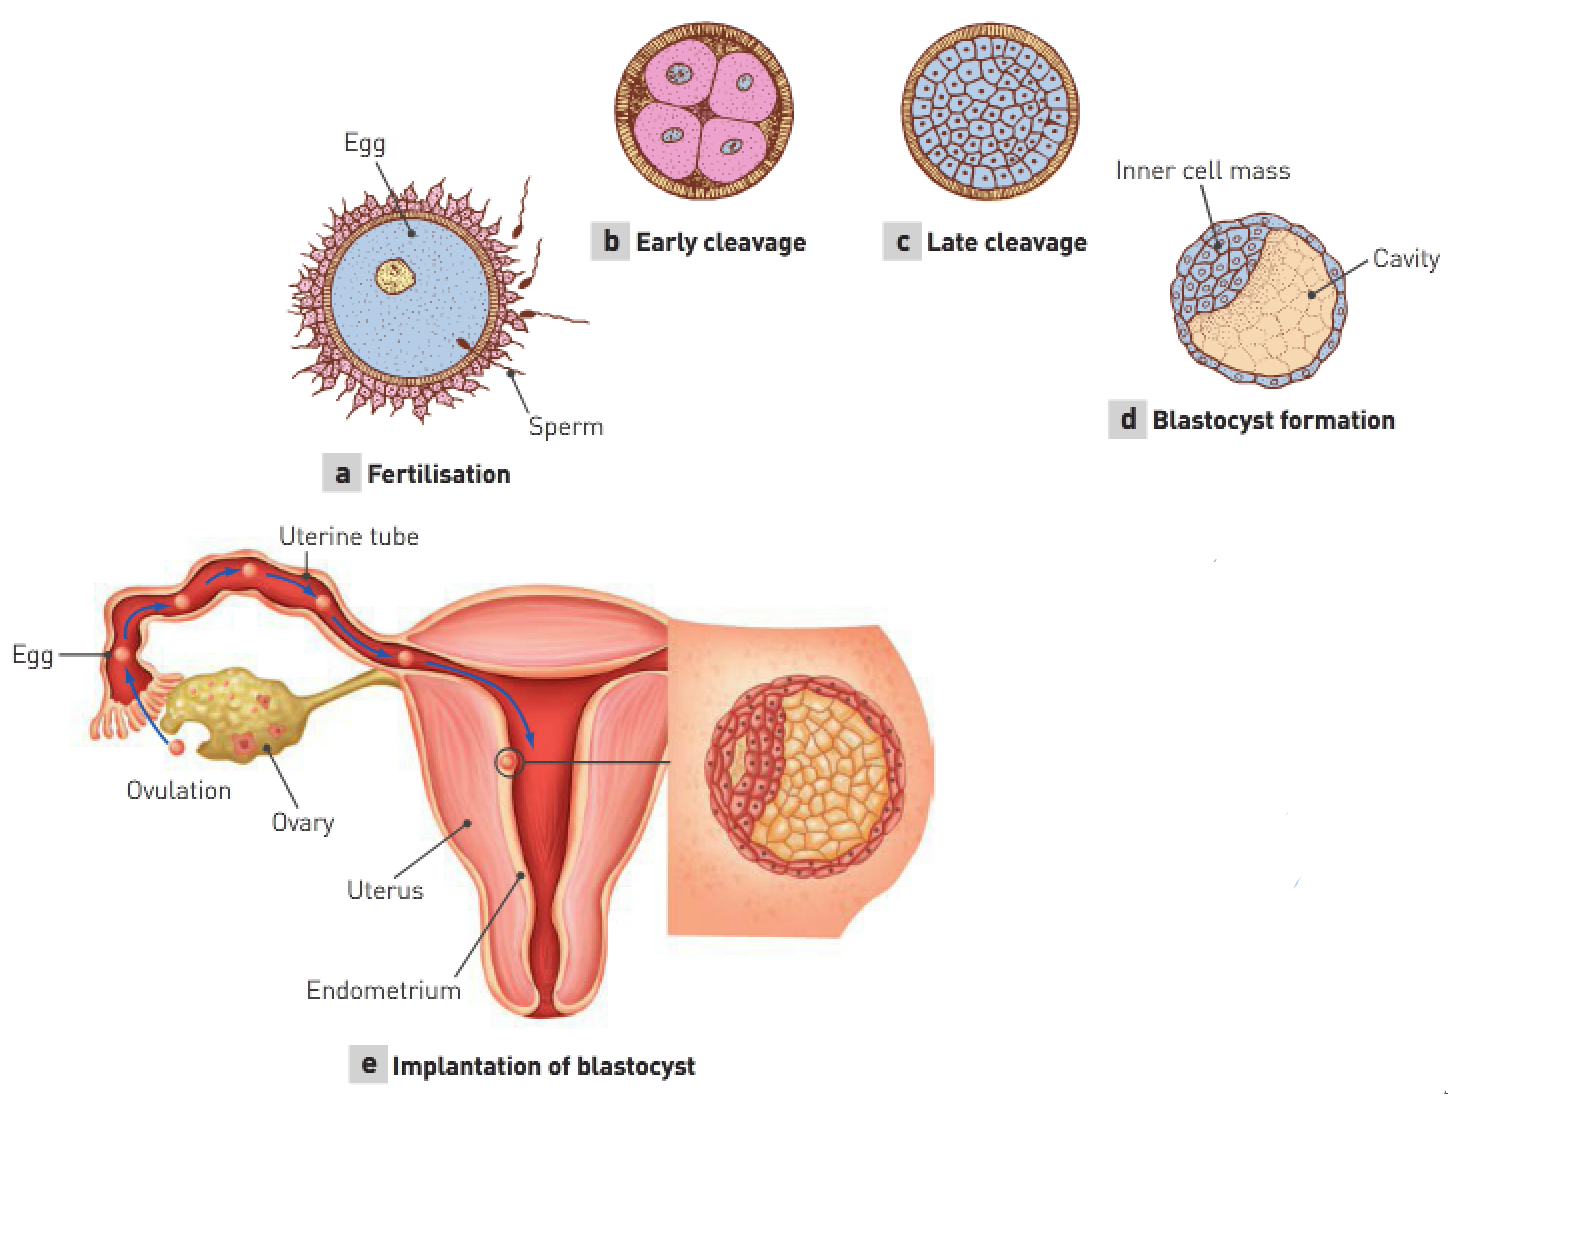 Egg
Sperm
a Fertilisation
b Early cleavage
c Late cleavage
Inner cell mass
Cavity
d Blastocyst formation
Uterine tube
Egg
Ovulation
Ovary
Uterus
Endometrium
e Implantation of blastocyst